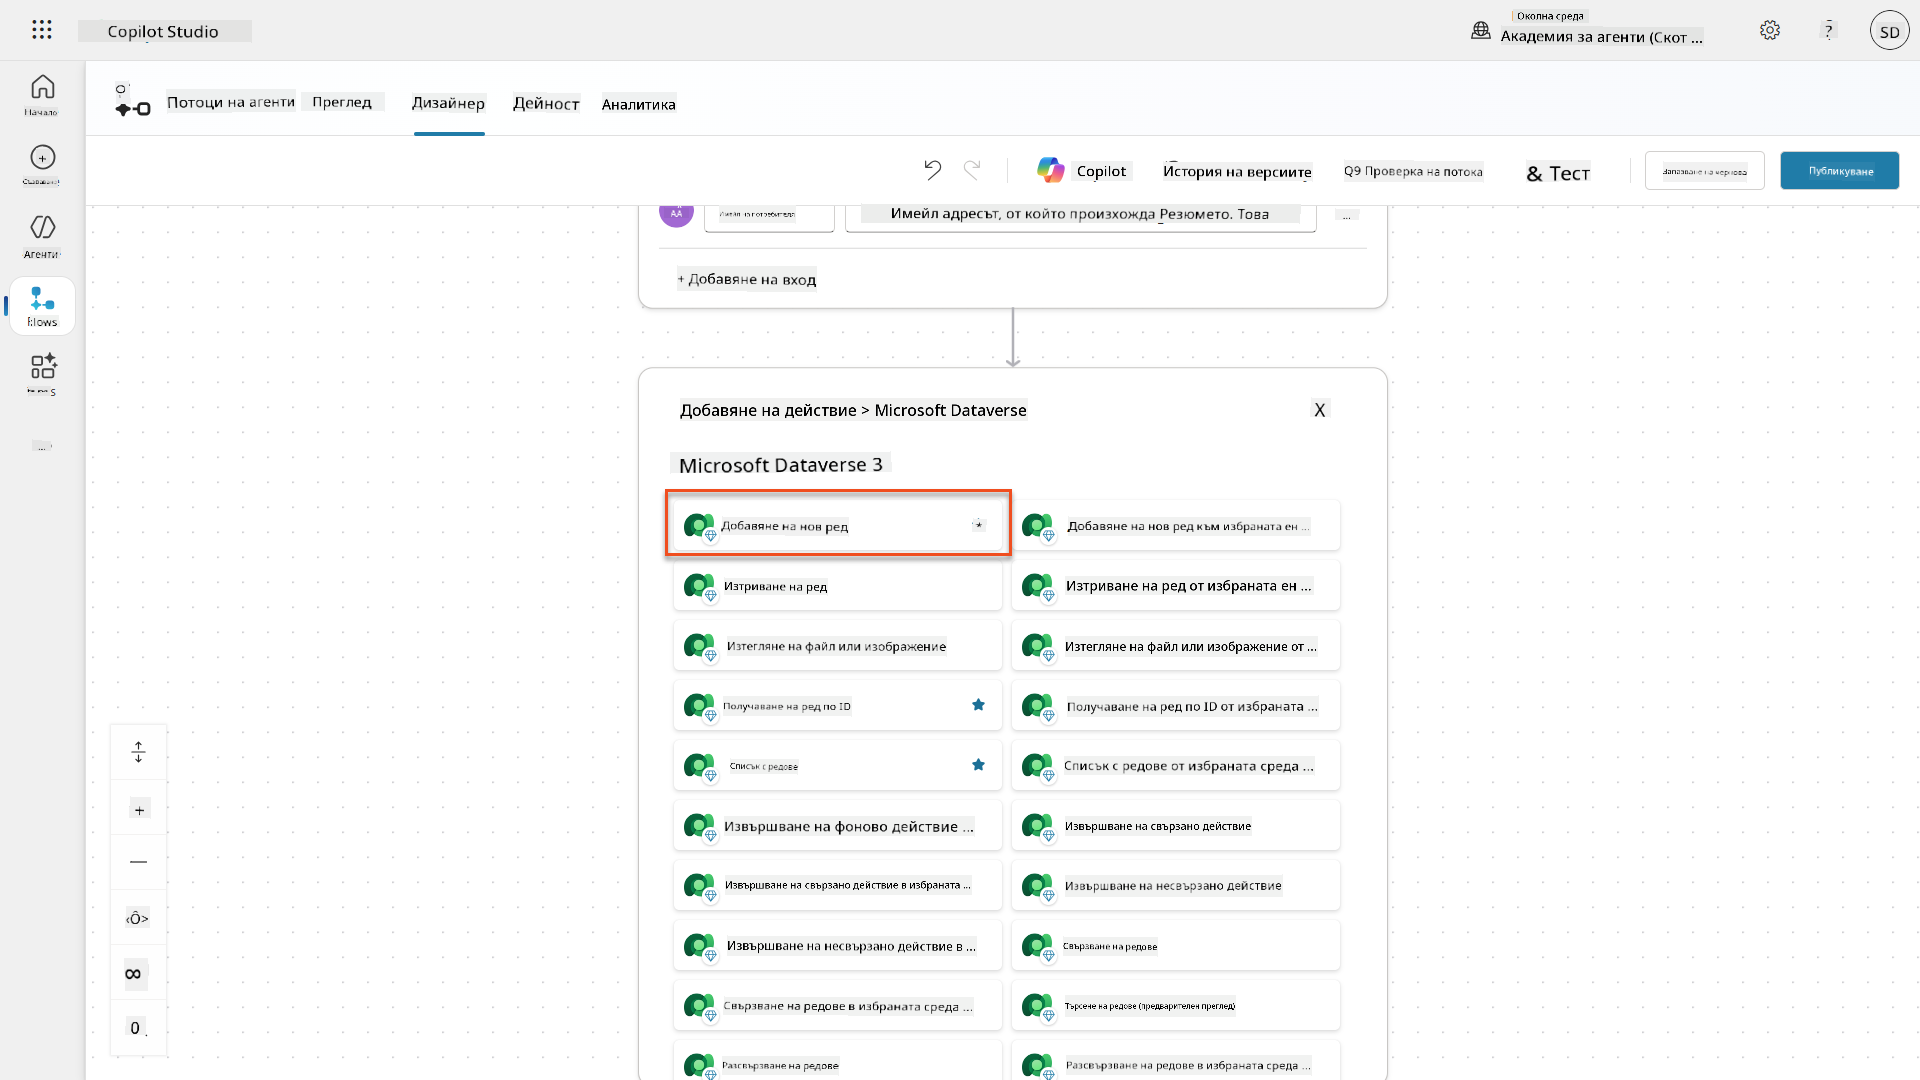 Copilot Studio
Околна среда
Академия за агенти (Скот ...
?
SD
Начало
Агенти
Flows
...
Потоци на агенти
Преглед
Дизайнер
Дейност
Аналитика
Copilot
История на версиите
Q9 Проверка на потока
& Тест
Запазване на чернова
Публикуване
AA
Имейл на потребителя
Имейл адресът, от който произхожда Резюмето. Това
...
+ Добавяне на вход
Добавяне на действие > Microsoft Dataverse
X
Microsoft Dataverse 3
Добавяне на нов ред
*
Добавяне на нов ред към избраната ен ...
Изтриване на ред
Изтриване на ред от избраната ен ...
Изтегляне на файл или изображение
Изтегляне на файл или изображение от ...
Получаване на ред по ID
Получаване на ред по ID от избраната ...
Списък с редове
Списък с редове от избраната среда ...
Извършване на фоново действие ...
Извършване на свързано действие
Извършване на свързано действие в избраната ...
Извършване на несвързано действие
Извършване на несвързано действие в ...
Свързване на редове
Свързване на редове в избраната среда ...
Търсене на редове (предварителен преглед)
Разсвързване на редове
Разсвързване на редове в избраната среда ...
+
—
‹Ô>
∞
0 .